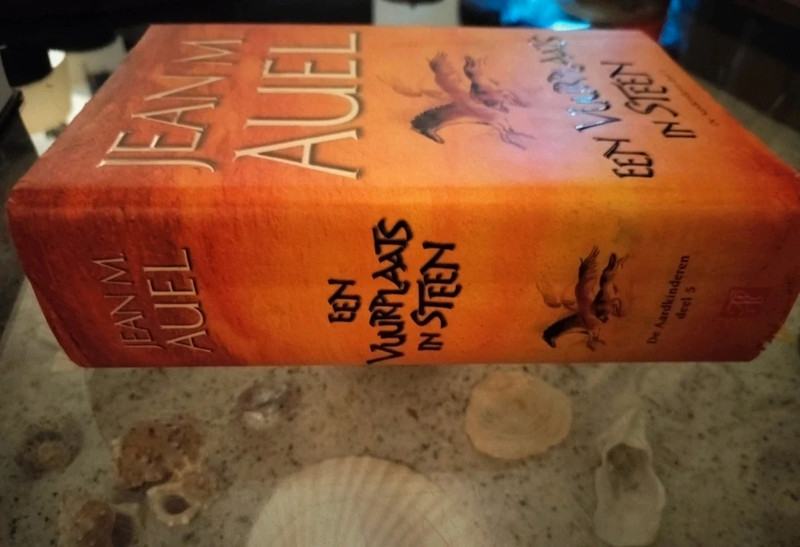 JEAN M
AUEL
EEN VUURPLAATS
IN STEEN
JEAN M.
AUEL
EEN
VUURPLAATS
IN STEEN
De Aardkinderen
deel 5